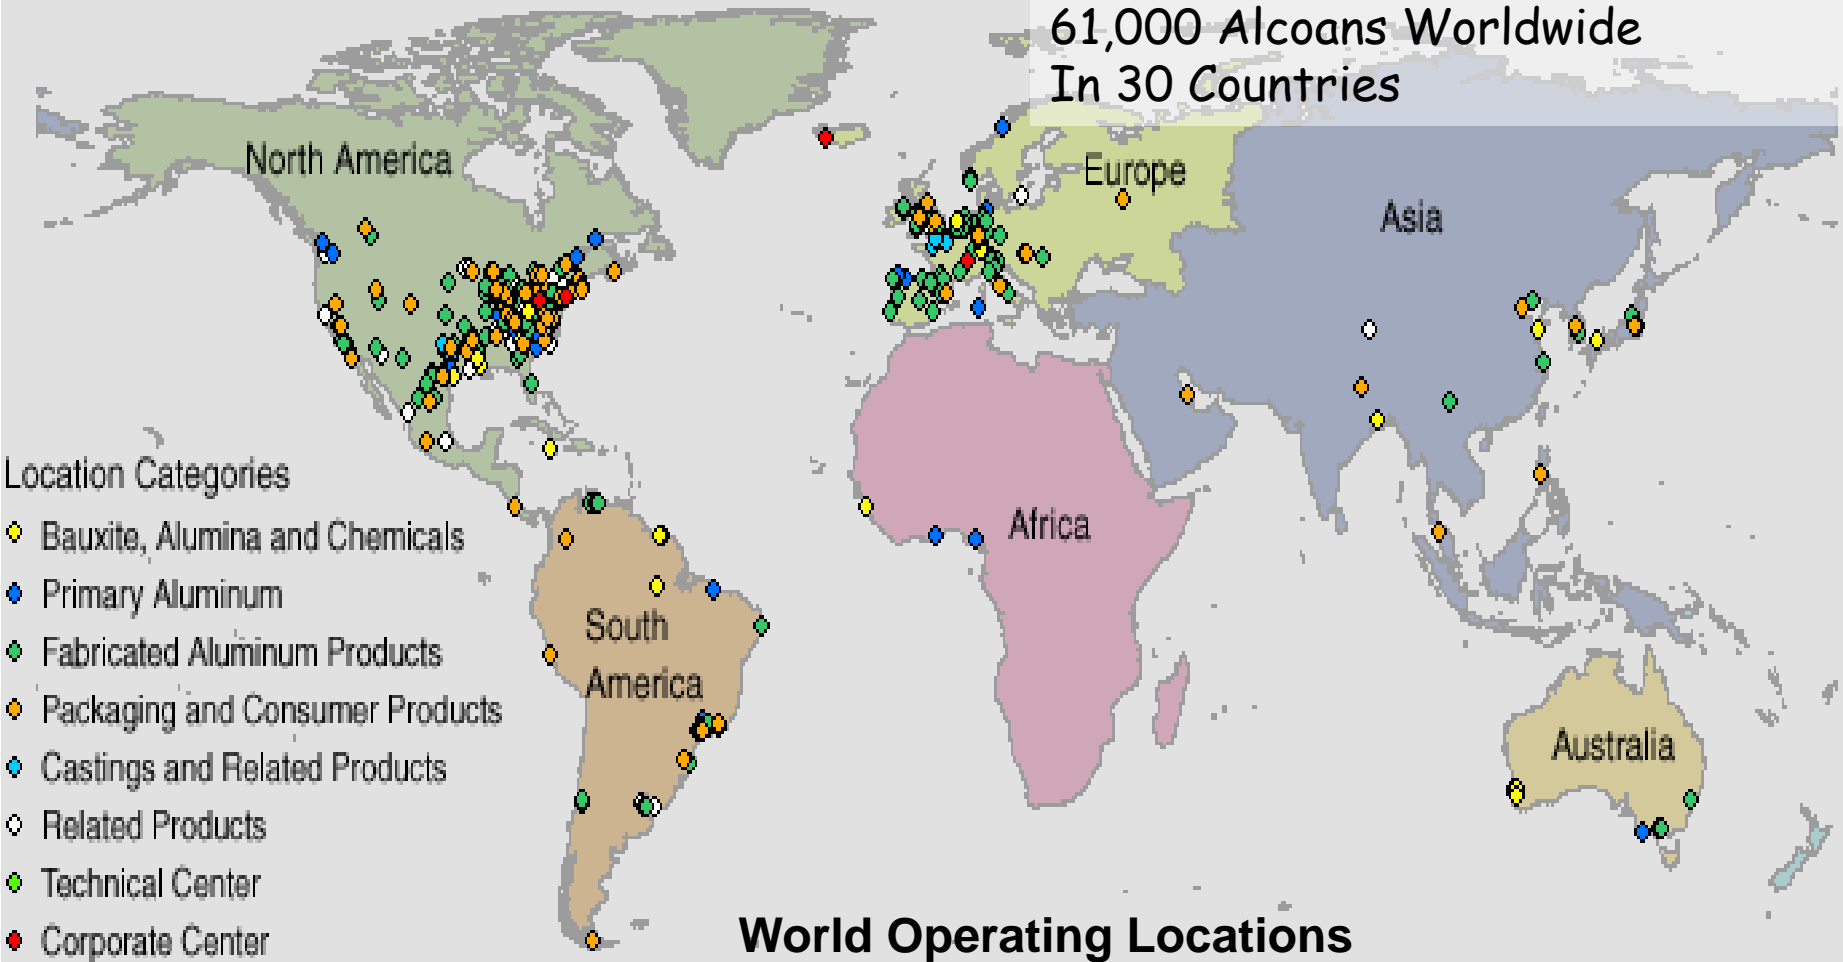 61,000 Alcoans Worldwide
In 30 Countries
North America
Europe
Asia
Location Categories
Bauxite, Alumina and Chemicals
Primary Aluminum
Fabricated Aluminum Products
Packaging and Consumer Products
Castings and Related Products
Related Products
Technical Center
Corporate Center
Africa
South
America
Australia
World Operating Locations